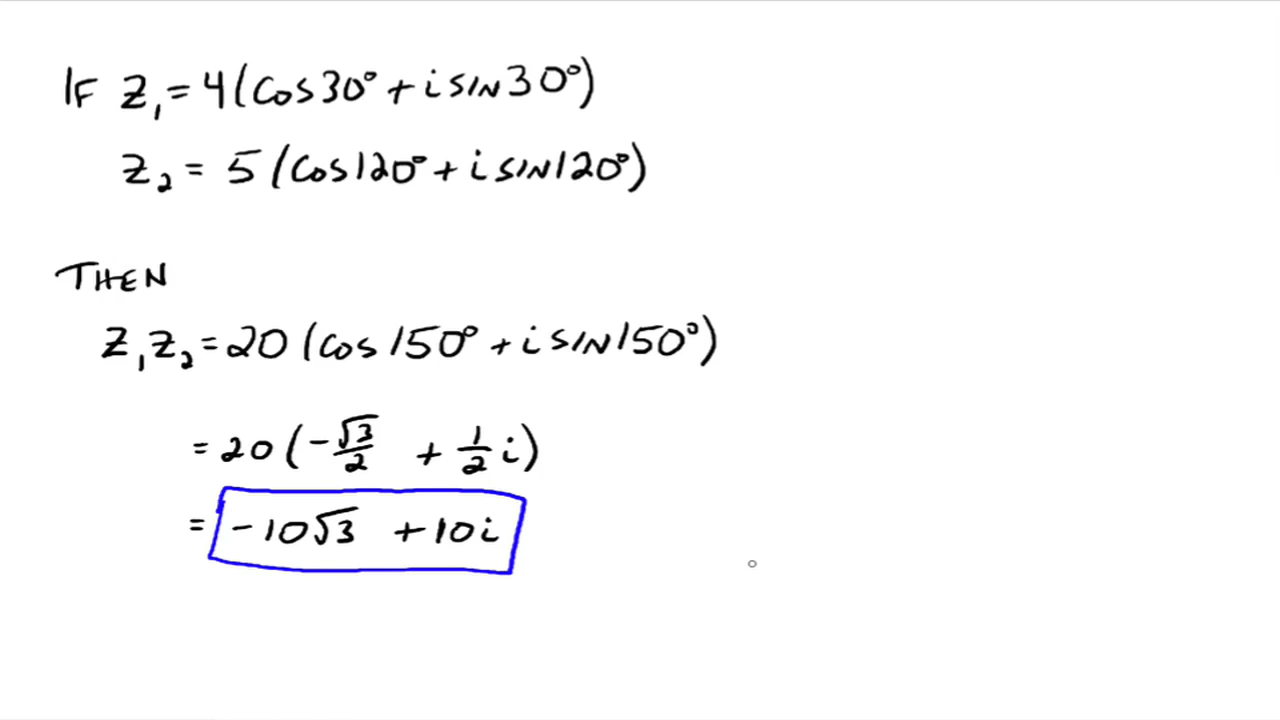 IF Z₁ = 4(cos30° + i sin30°)
Z₂ = 5(cos120° + i sin120°)
THEN
Z₁Z₂ = 20(cos150° + i sin150°)
= 20(-√3/2 + 1/2 i)
= -10√3 + 10i